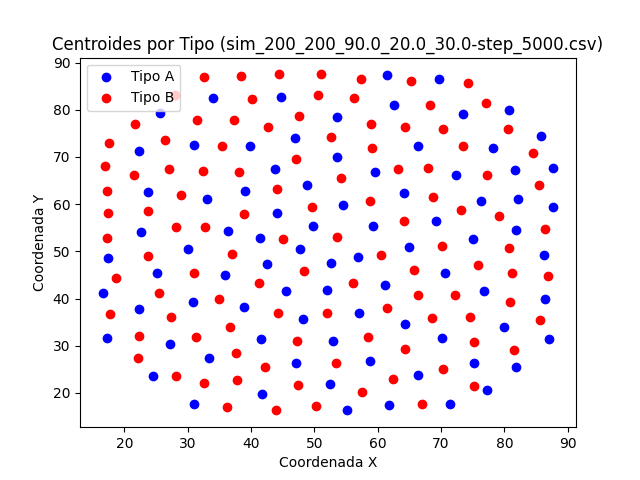 Centroides por Tipo (sim_200_200_90.0_20.0_30.0-step_5000.csv)
Tipo A
Tipo B
90
80
70
60
50
40
30
20
Coordenada Y
20 30 40 50 60 70 80 90
Coordenada X